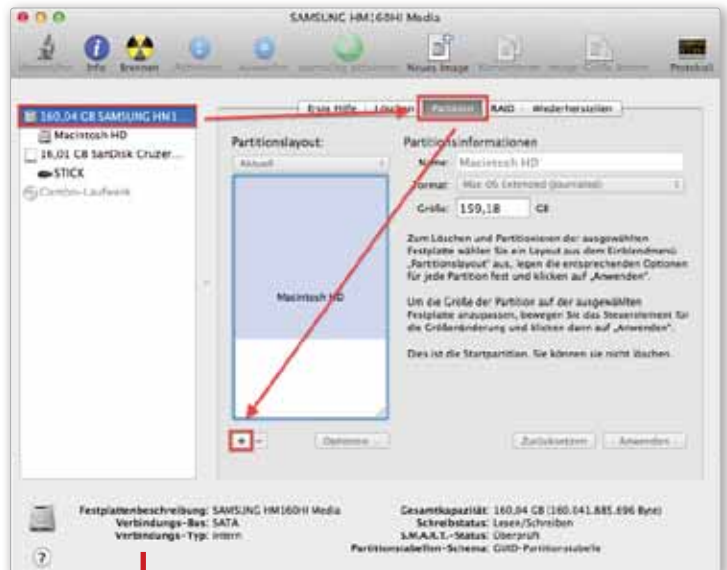 SAMSUNG HM160HI Media
Info
Brennen
Neues Image
Protokoll
160,04 GB SAMSUNG HM1...
Macintosh HD
16,01 GB SanDisk Cruzer...
STICK
Combo-Laufwerk
Erste Hilfe
Löschen
Partition
RAID
Wiederherstellen
Partitionslayout:
Aktuell
Macintosh HD
+ −
Optionen ...
Partitionsinformationen
Name: Macintosh HD
Format: Mac OS Extended (Journaled)
Größe: 159,18 GB
Zum Löschen und Partitionieren der ausgewählten
Festplatte wählen Sie ein Layout aus dem Einblendmenü
„Partitionslayout“ aus, legen die entsprechenden Optionen
für jede Partition fest und klicken auf „Anwenden“.
Um die Größe der Partition auf der ausgewählten
Festplatte anzupassen, bewegen Sie das Steuerelement für
die Größenänderung und klicken dann auf „Anwenden“.
Dies ist die Startpartition. Sie können sie nicht löschen.
Zurücksetzen
Anwenden
Festplattenbeschreibung: SAMSUNG HM160HI Media
Verbindungs-Bus: SATA
Verbindungs-Typ: Intern
Gesamtkapazität: 160,04 GB (160.041.885.696 Byte)
Schreibstatus: Lesen/Schreiben
S.M.A.R.T.-Status: Überprüft
Partitionstabellen-Schema: GUID-Partitionstabelle
?